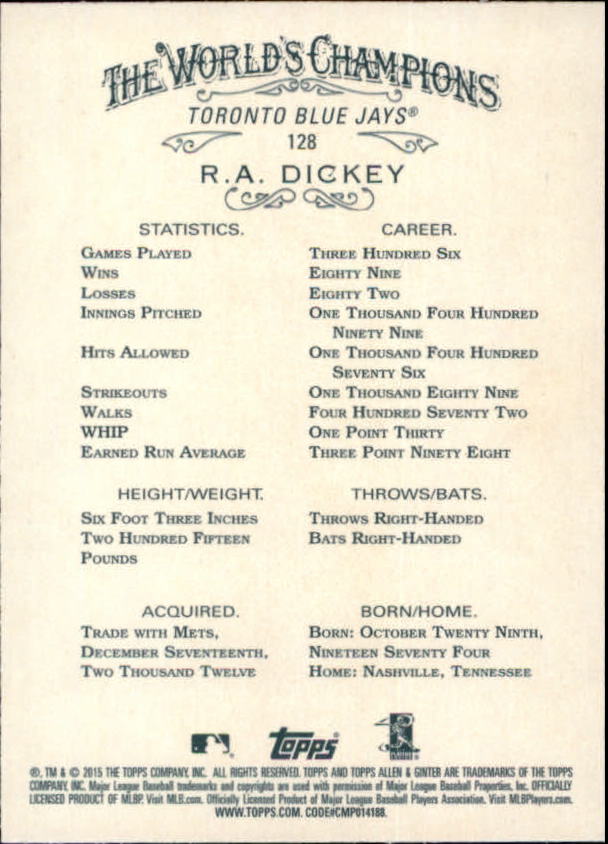 THE WORLD'S CHAMPIONS
TORONTO BLUE JAYS®
128
R.A. DICKEY
STATISTICS. CAREER.
GAMES PLAYED THREE HUNDRED SIX
WINS EIGHTY NINE
LOSSES EIGHTY TWO
INNINGS PITCHED ONE THOUSAND FOUR HUNDRED
NINETY NINE
HITS ALLOWED ONE THOUSAND FOUR HUNDRED
SEVENTY SIX
STRIKEOUTS ONE THOUSAND EIGHTY NINE
WALKS FOUR HUNDRED SEVENTY TWO
WHIP ONE POINT THIRTY
EARNED RUN AVERAGE THREE POINT NINETY EIGHT
HEIGHT/WEIGHT. THROWS/BATS.
SIX FOOT THREE INCHES THROWS RIGHT-HANDED
TWO HUNDRED FIFTEEN BATS RIGHT-HANDED
POUNDS
ACQUIRED. BORN/HOME.
TRADE WITH METS, BORN: OCTOBER TWENTY NINTH,
DECEMBER SEVENTEENTH, NINETEEN SEVENTY FOUR
TWO THOUSAND TWELVE HOME: NASHVILLE, TENNESSEE
topps
®, TM & © 2015 THE TOPPS COMPANY, INC. ALL RIGHTS RESERVED. TOPPS AND TOPPS ALLEN & GINTER ARE TRADEMARKS OF THE TOPPS
COMPANY, INC. Major League Baseball trademarks and copyrights are used with permission of Major League Baseball Properties, Inc. OFFICIALLY
LICENSED PRODUCT OF MLBP. Visit MLB.com. Officially Licensed Product of Major League Baseball Players Association. Visit MLBPlayers.com.
WWW.TOPPS.COM. CODE#CMP014188.